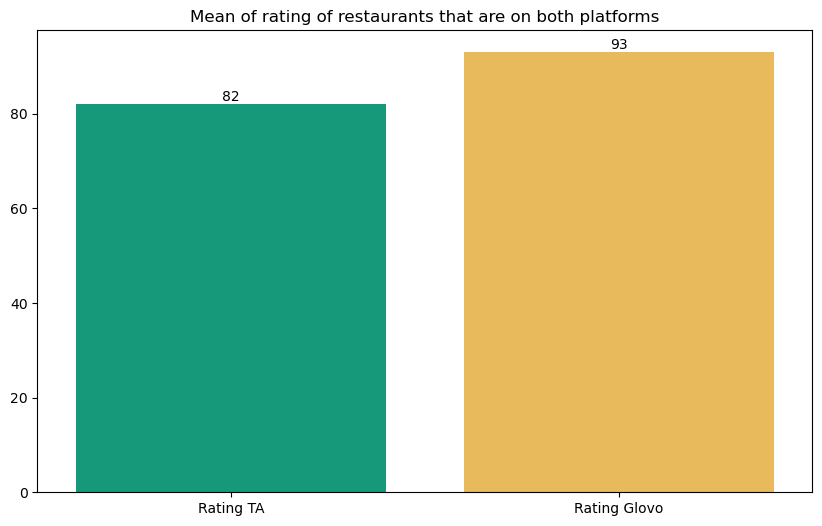 Mean of rating of restaurants that are on both platforms
93
82
80
60
40
20
0
Rating TA
Rating Glovo